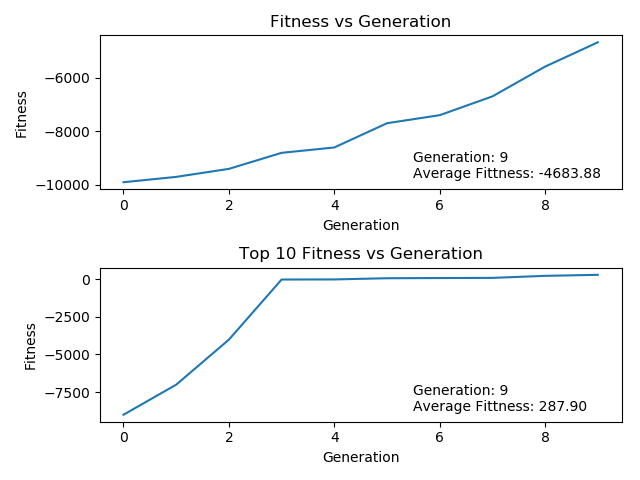 Fitness vs Generation
Fitness
−6000
−8000
−10000
Generation: 9
Average Fittness: -4683.88
0 2 4 6 8
Generation
Top 10 Fitness vs Generation
Fitness
0
−2500
−5000
−7500
Generation: 9
Average Fittness: 287.90
0 2 4 6 8
Generation